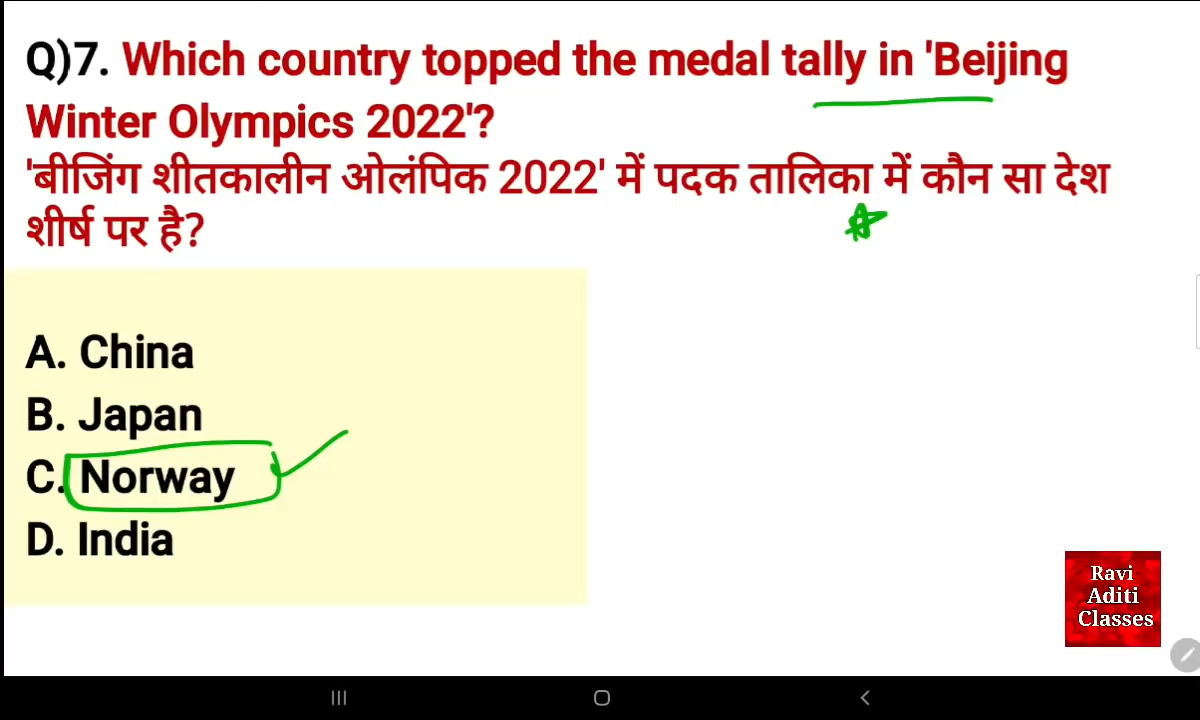 Q)7. Which country topped the medal tally in 'Beijing
Winter Olympics 2022'?
'बीजिंग शीतकालीन ओलंपिक 2022' में पदक तालिका में कौन सा देश
शीर्ष पर है?
A. China
B. Japan
C. Norway
D. India
Ravi
Aditi
Classes